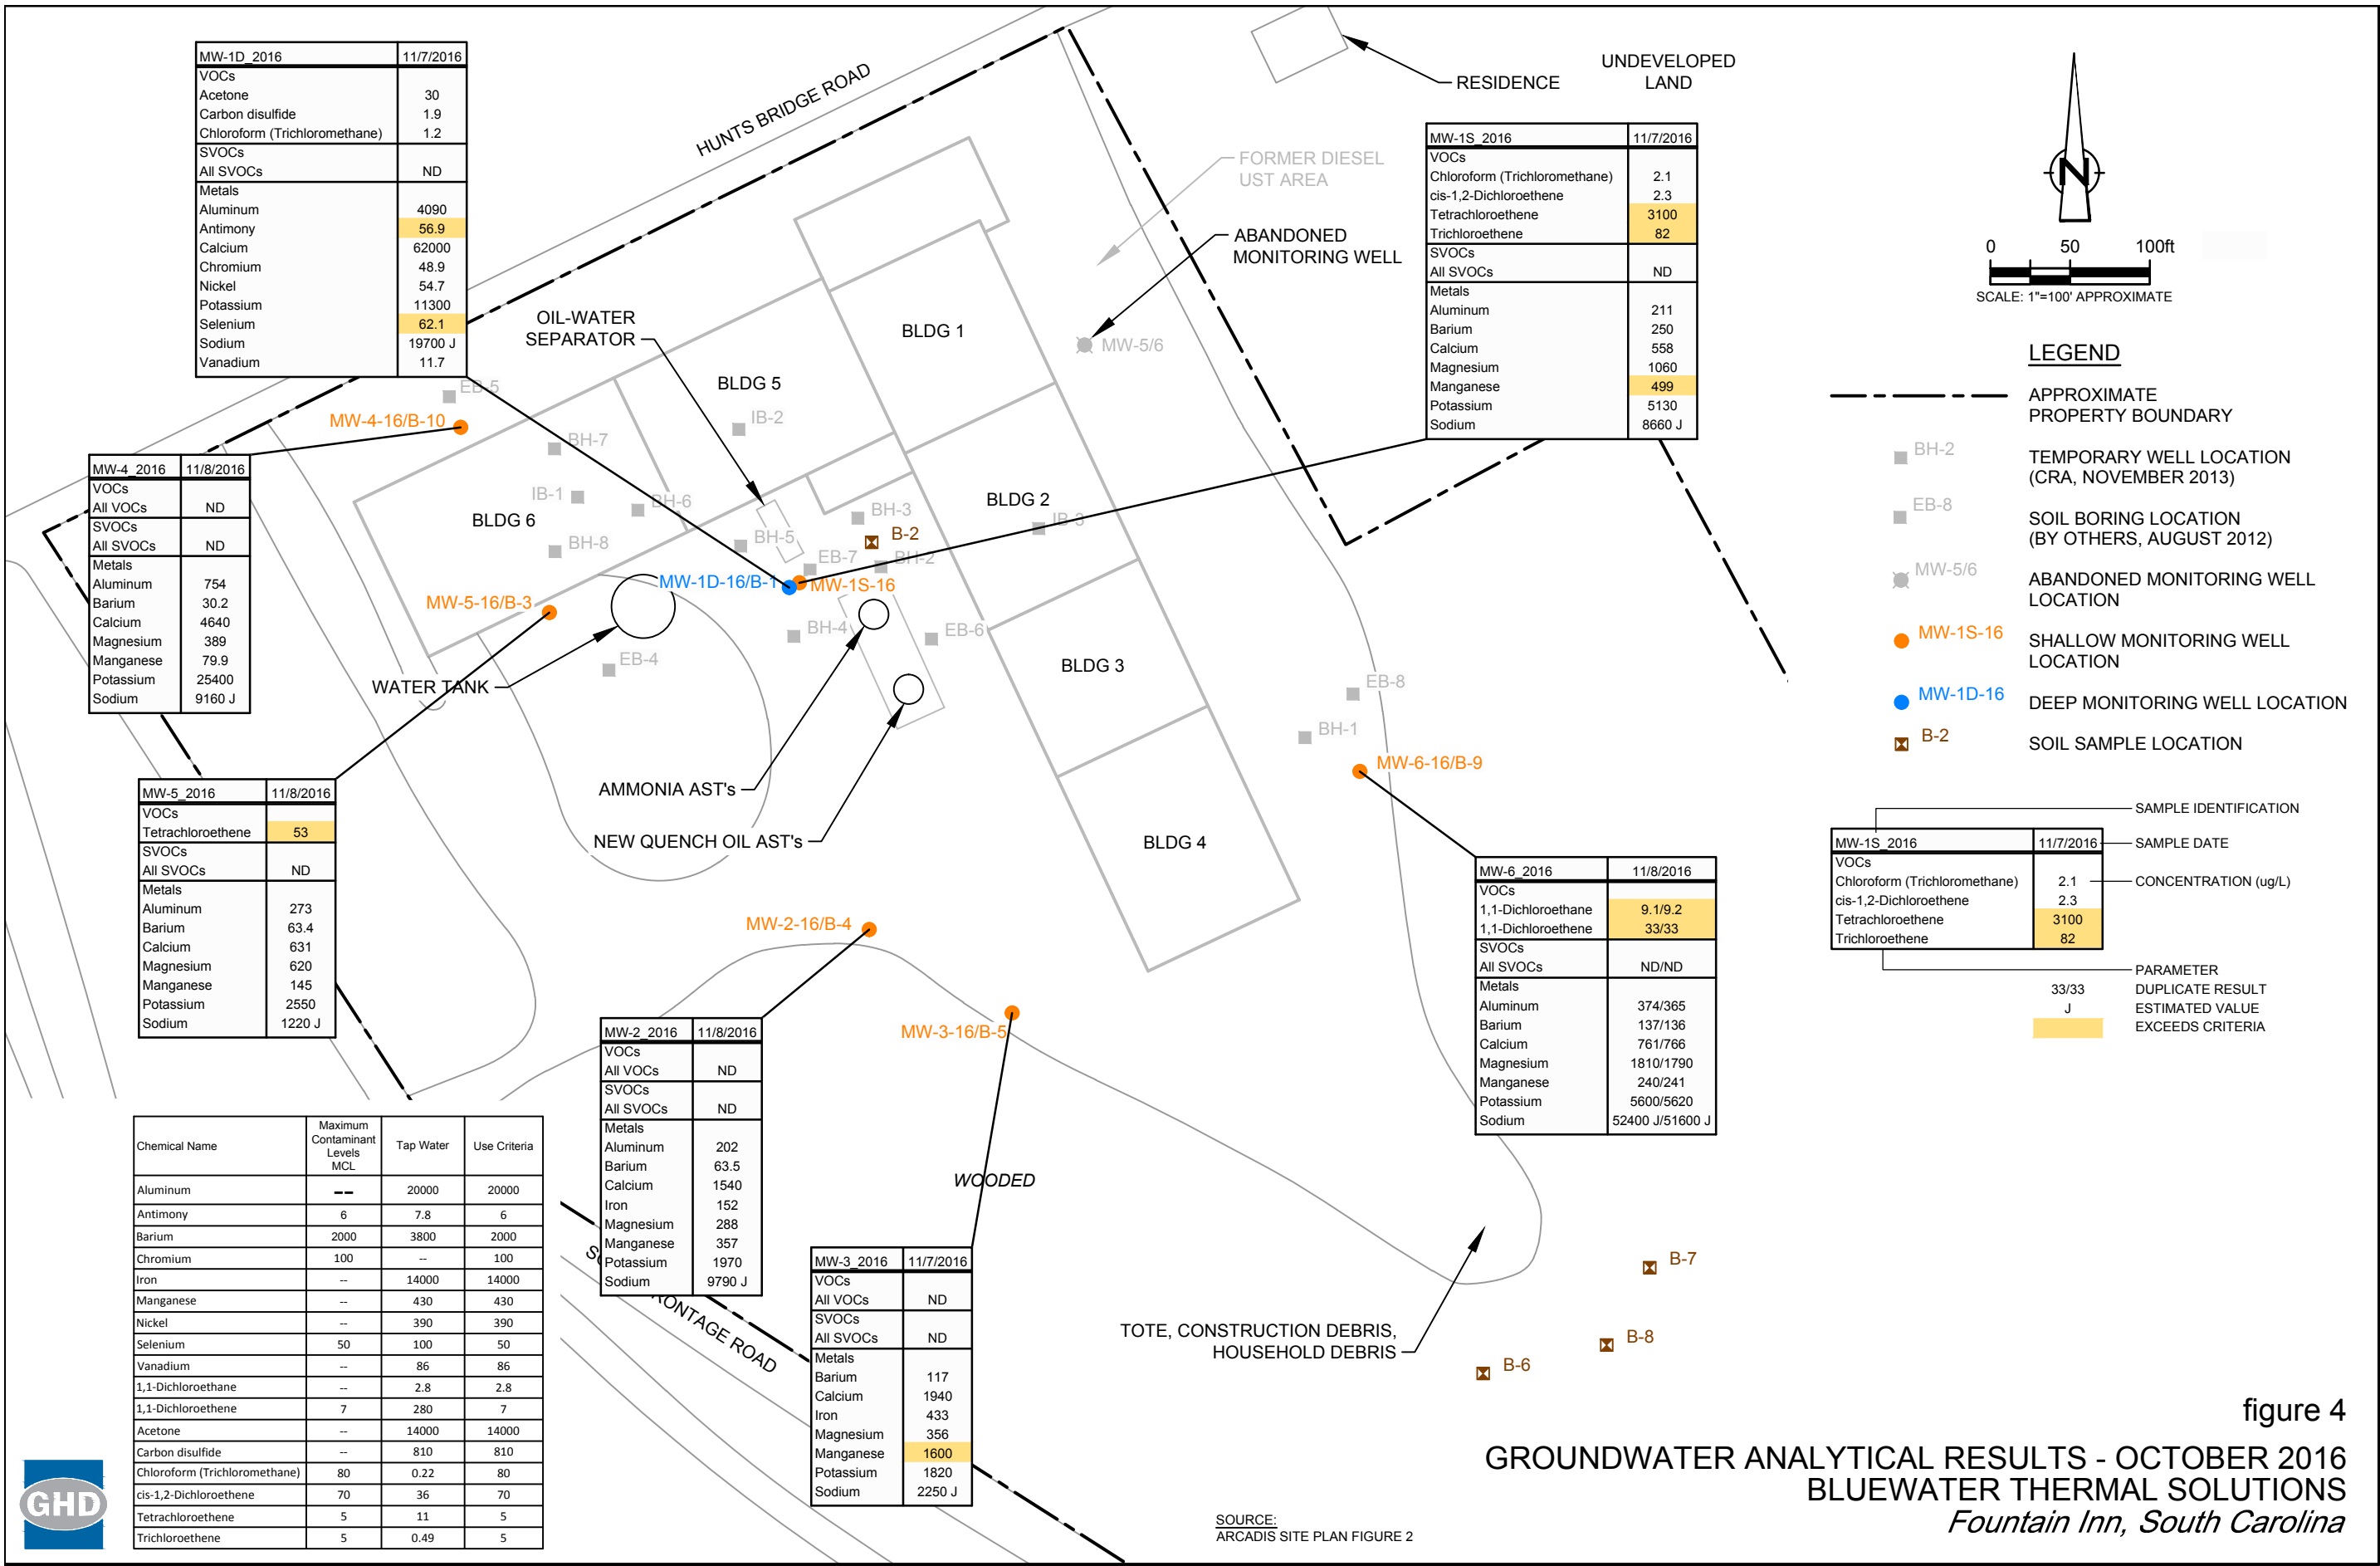 MW-1D_2016 11/7/2016
VOCs
Acetone 30
Carbon disulfide 1.9
Chloroform (Trichloromethane) 1.2
SVOCs
All SVOCs ND
Metals
Aluminum 4090
Antimony 56.9
Calcium 62000
Chromium 48.9
Nickel 54.7
Potassium 11300
Selenium 62.1
Sodium 19700 J
Vanadium 11.7
HUNTS BRIDGE ROAD
RESIDENCE
UNDEVELOPED
LAND
FORMER DIESEL
UST AREA
ABANDONED
MONITORING WELL
MW-5/6
MW-1S_2016 11/7/2016
VOCs
Chloroform (Trichloromethane) 2.1
cis-1,2-Dichloroethene 2.3
Tetrachloroethene 3100
Trichloroethene 82
SVOCs
All SVOCs ND
Metals
Aluminum 211
Barium 250
Calcium 558
Magnesium 1060
Manganese 499
Potassium 5130
Sodium 8660 J
N
0 50 100ft
SCALE: 1"=100' APPROXIMATE
LEGEND
APPROXIMATE
PROPERTY BOUNDARY
BH-2
TEMPORARY WELL LOCATION
(CRA, NOVEMBER 2013)
EB-8
SOIL BORING LOCATION
(BY OTHERS, AUGUST 2012)
MW-5/6
ABANDONED MONITORING WELL
LOCATION
MW-1S-16
SHALLOW MONITORING WELL
LOCATION
MW-1D-16
DEEP MONITORING WELL LOCATION
B-2
SOIL SAMPLE LOCATION
SAMPLE IDENTIFICATION
MW-1S_2016 11/7/2016
SAMPLE DATE
VOCs
Chloroform (Trichloromethane) 2.1
CONCENTRATION (ug/L)
cis-1,2-Dichloroethene 2.3
Tetrachloroethene 3100
Trichloroethene 82
PARAMETER
33/33 DUPLICATE RESULT
J ESTIMATED VALUE
EXCEEDS CRITERIA
OIL-WATER
SEPARATOR
BLDG 1
BLDG 5
BLDG 2
BLDG 6
BLDG 3
BLDG 4
EB-5
MW-4-16/B-10
BH-7
IB-2
IB-1
BH-6
BH-3
B-2
IB-3
BH-8
BH-5
EB-7
BH-2
MW-1D-16/B-1
MW-1S-16
MW-5-16/B-3
BH-4
EB-6
EB-4
WATER TANK
EB-8
BH-1
MW-6-16/B-9
AMMONIA AST's
NEW QUENCH OIL AST's
MW-2-16/B-4
MW-3-16/B-5
MW-4_2016 11/8/2016
VOCs
All VOCs ND
SVOCs
All SVOCs ND
Metals
Aluminum 754
Barium 30.2
Calcium 4640
Magnesium 389
Manganese 79.9
Potassium 25400
Sodium 9160 J
MW-5_2016 11/8/2016
VOCs
Tetrachloroethene 53
SVOCs
All SVOCs ND
Metals
Aluminum 273
Barium 63.4
Calcium 631
Magnesium 620
Manganese 145
Potassium 2550
Sodium 1220 J
MW-6_2016 11/8/2016
VOCs
1,1-Dichloroethane 9.1/9.2
1,1-Dichloroethene 33/33
SVOCs
All SVOCs ND/ND
Metals
Aluminum 374/365
Barium 137/136
Calcium 761/766
Magnesium 1810/1790
Manganese 240/241
Potassium 5600/5620
Sodium 52400 J/51600 J
MW-2_2016 11/8/2016
VOCs
All VOCs ND
SVOCs
All SVOCs ND
Metals
Aluminum 202
Barium 63.5
Calcium 1540
Iron 152
Magnesium 288
Manganese 357
Potassium 1970
Sodium 9790 J
MW-3_2016 11/7/2016
VOCs
All VOCs ND
SVOCs
All SVOCs ND
Metals
Barium 117
Calcium 1940
Iron 433
Magnesium 356
Manganese 1600
Potassium 1820
Sodium 2250 J
WOODED
ROAD
TOTE, CONSTRUCTION DEBRIS,
HOUSEHOLD DEBRIS
B-7
B-8
B-6
Chemical Name Maximum Contaminant Levels MCL Tap Water Use Criteria
Aluminum -- 20000 20000
Antimony 6 7.8 6
Barium 2000 3800 2000
Chromium 100 -- 100
Iron -- 14000 14000
Manganese -- 430 430
Nickel -- 390 390
Selenium 50 100 50
Vanadium -- 86 86
1,1-Dichloroethane -- 2.8 2.8
1,1-Dichloroethene 7 280 7
Acetone -- 14000 14000
Carbon disulfide -- 810 810
Chloroform (Trichloromethane) 80 0.22 80
cis-1,2-Dichloroethene 70 36 70
Tetrachloroethene 5 11 5
Trichloroethene 5 0.49 5
GHD
SOURCE:
ARCADIS SITE PLAN FIGURE 2
figure 4
GROUNDWATER ANALYTICAL RESULTS - OCTOBER 2016
BLUEWATER THERMAL SOLUTIONS
Fountain Inn, South Carolina